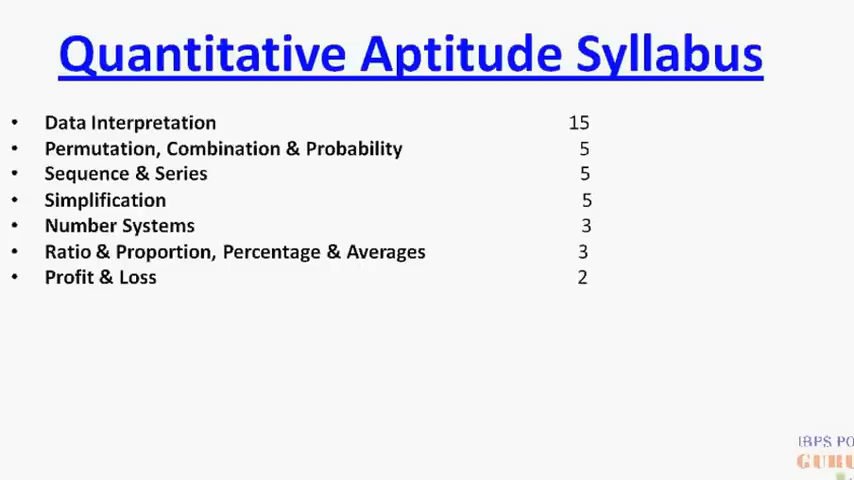 Quantitative Aptitude Syllabus
• Data Interpretation 15
• Permutation, Combination & Probability 5
• Sequence & Series 5
• Simplification 5
• Number Systems 3
• Ratio & Proportion, Percentage & Averages 3
• Profit & Loss 2
IBPS PO
GURU